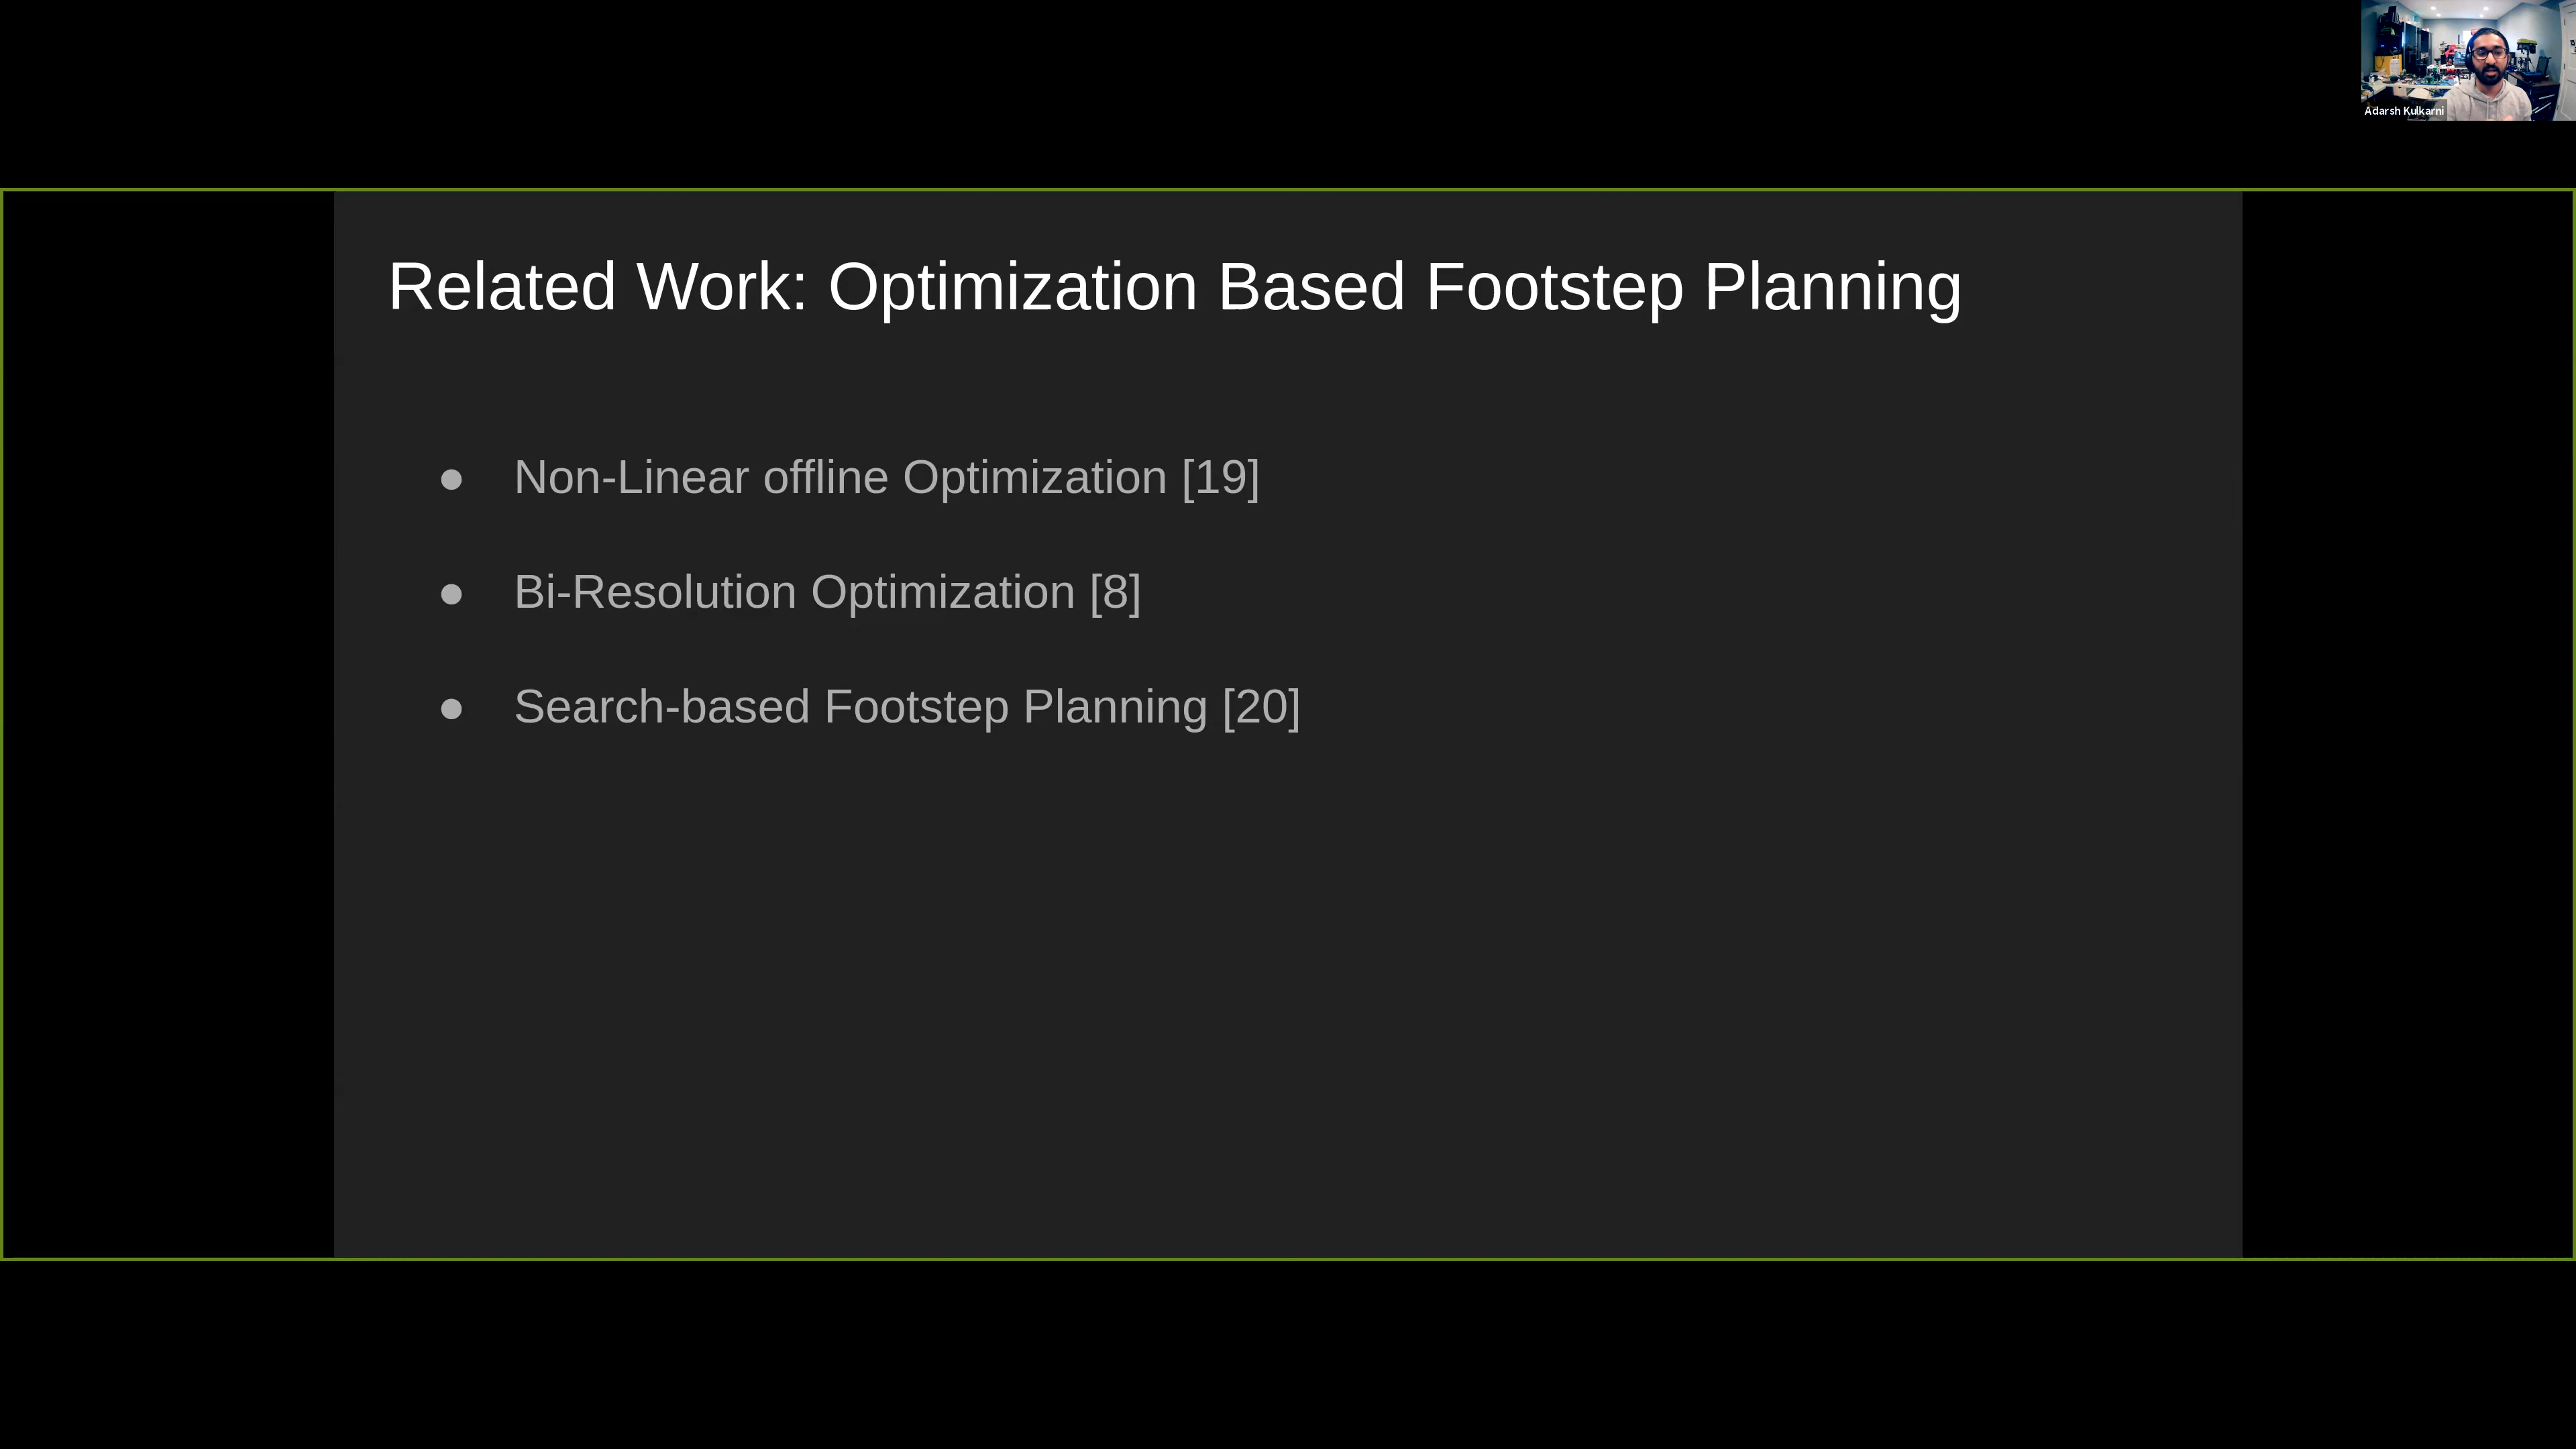 Adarsh Kulkarni
Related Work: Optimization Based Footstep Planning
● Non-Linear offline Optimization [19]
● Bi-Resolution Optimization [8]
● Search-based Footstep Planning [20]